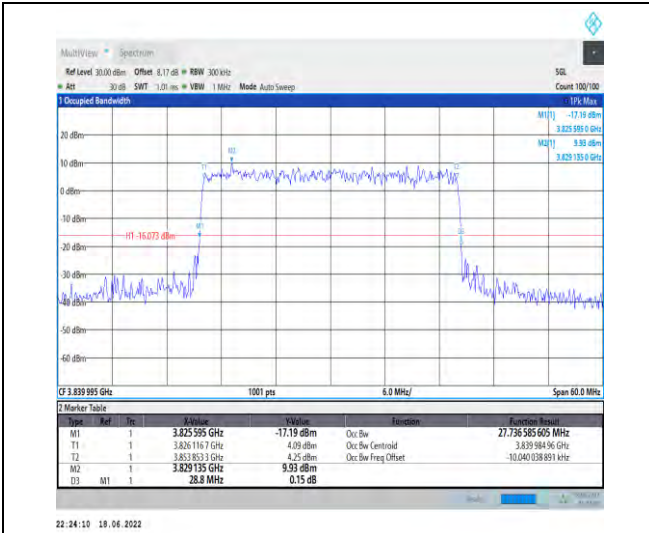 MultiView Spectrum
Ref Level 30.00 dBm Offset 8.17 dB RBW 300 kHz SGL
Att 30 dB SWT 1.01 ms VBW 1 MHz Mode Auto Sweep Count 100/100
1 Occupied Bandwidth 1Pk Max
M1[1] -17.19 dBm
3.825 595 0 GHz
M2[1] 9.93 dBm
3.829 135 0 GHz
20 dBm
M2
10 dBm
T1 T2
0 dBm
-10 dBm
M1
H1 -16.073 dBm
-20 dBm
-30 dBm
-40 dBm
-50 dBm
-60 dBm
CF 3.839 995 GHz 1001 pts 6.0 MHz/ Span 60.0 MHz
2 Marker Table
Type Ref Trc X-Value Y-Value Function Function Result
M1 1 3.825 595 GHz -17.19 dBm Occ Bw 27.736 585 605 MHz
T1 1 3.826 116 7 GHz 4.09 dBm Occ Bw Centroid 3.839 984 96 GHz
T2 1 3.853 853 3 GHz 4.25 dBm Occ Bw Freq Offset -10.040 038 891 kHz
M2 1 3.829 135 GHz 9.93 dBm
D3 M1 1 28.8 MHz 0.15 dB
22:24:10 18.06.2022